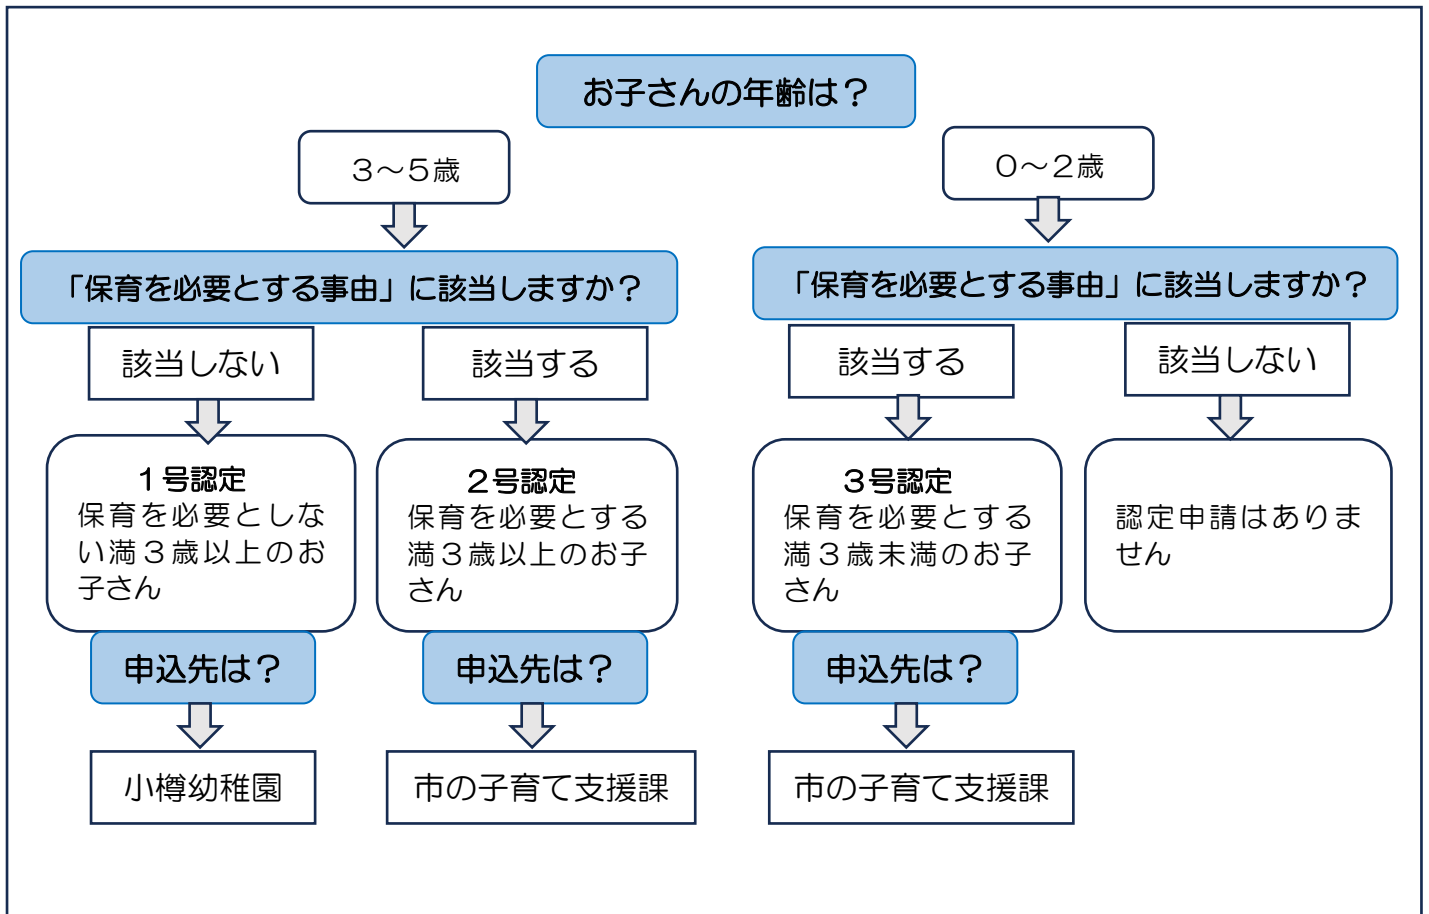 お子さんの年齢は？
３～５歳
０～２歳
「保育を必要とする事由」に該当しますか？
「保育を必要とする事由」に該当しますか？
該当しない
該当する
該当する
該当しない
１号認定
保育を必要としな
い満３歳以上のお
子さん
２号認定
保育を必要とする
満３歳以上のお子
さん
３号認定
保育を必要とする
満３歳未満のお子
さん
認定申請はありま
せん
申込先は？
申込先は？
申込先は？
小樽幼稚園
市の子育て支援課
市の子育て支援課